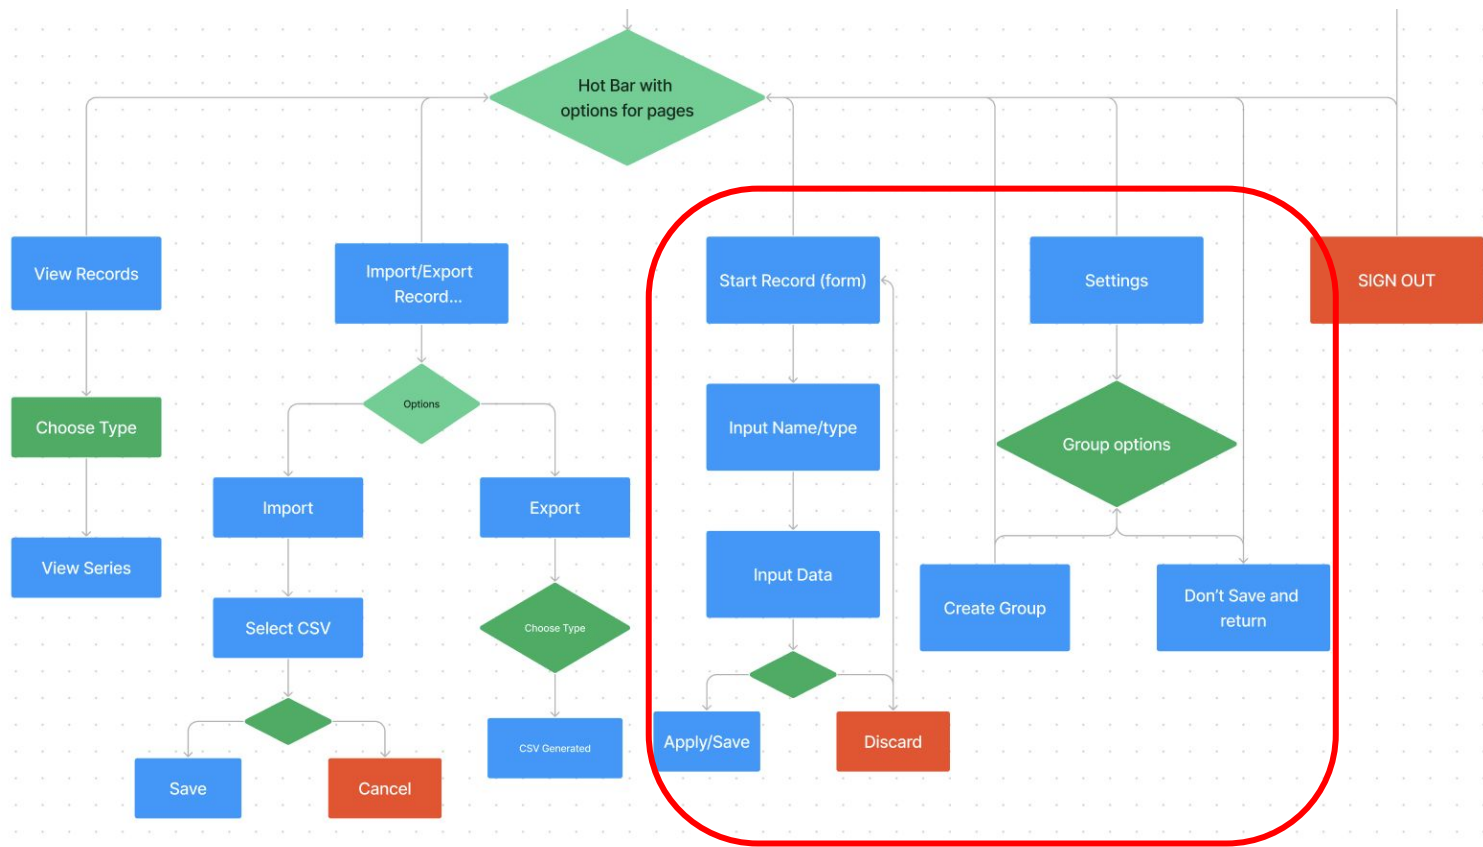 Hot Bar with
options for pages
View Records
Import/Export
Record...
Start Record (form)
Settings
SIGN OUT
Options
Choose Type
Input Name/type
Group options
Import
Export
View Series
Input Data
Select CSV
Choose Type
Create Group
Don't Save and
return
CSV Generated
Apply/Save
Discard
Save
Cancel